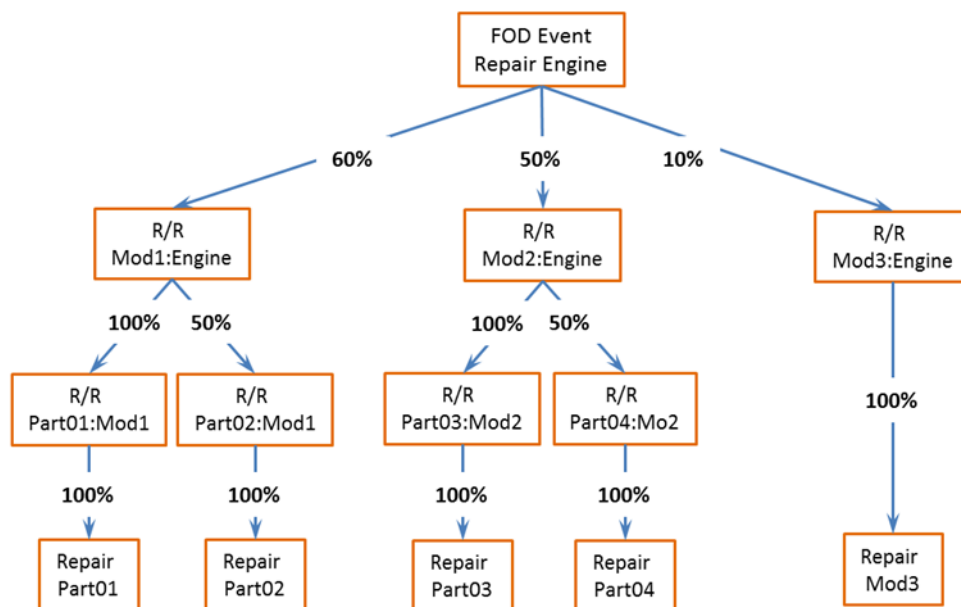 FOD Event
Repair Engine
60%
50%
10%
R/R
Mod1:Engine
R/R
Mod2:Engine
R/R
Mod3:Engine
100%
50%
100%
50%
R/R
Part01:Mod1
R/R
Part02:Mod1
R/R
Part03:Mod2
R/R
Part04:Mo2
100%
100%
100%
100%
100%
Repair
Part01
Repair
Part02
Repair
Part03
Repair
Part04
Repair
Mod3